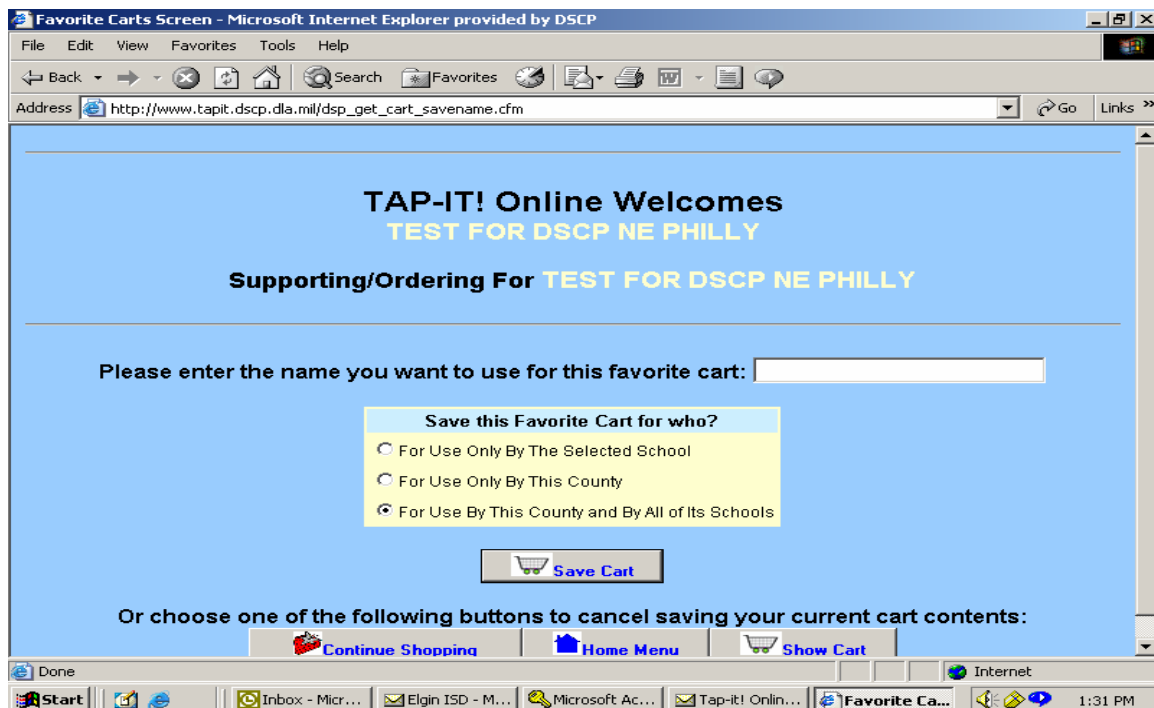 Favorite Carts Screen - Microsoft Internet Explorer provided by DSCP
File Edit View Favorites Tools Help
Back Search Favorites
Address http://www.tapit.dscp.dla.mil/dsp_get_cart_savename.cfm Go Links »
TAP-IT! Online Welcomes
TEST FOR DSCP NE PHILLY
Supporting/Ordering For TEST FOR DSCP NE PHILLY
Please enter the name you want to use for this favorite cart:
Save this Favorite Cart for who?
For Use Only By The Selected School
For Use Only By This County
For Use By This County and By All of Its Schools
Save Cart
Or choose one of the following buttons to cancel saving your current cart contents:
Continue Shopping Home Menu Show Cart
Done Internet
Start Inbox - Micr... Elgin ISD - M... Microsoft Ac... Tap-it! Onlin... Favorite Ca... 1:31 PM